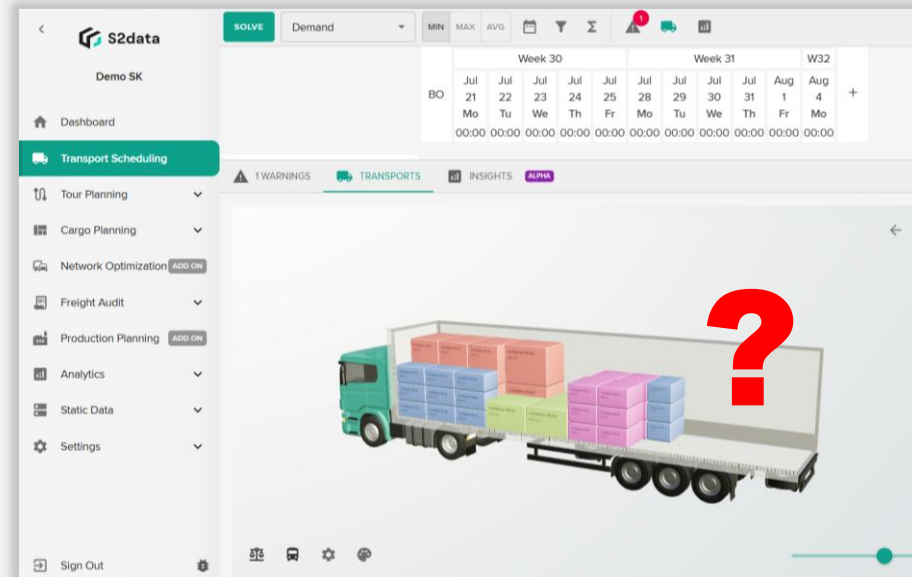 S2data
Demo SK
Dashboard
Transport Scheduling
Tour Planning
Cargo Planning
Network Optimization ADD ON
Freight Audit
Production Planning ADD ON
Analytics
Static Data
Settings
Sign Out
SOLVE Demand MIN MAX AVG Σ 1
Week 30 Week 31 W32
Jul Jul Jul Jul Jul Jul Jul Jul Jul Aug Aug
BO 21 22 23 24 25 28 29 30 31 1 4 +
Mo Tu We Th Fr Mo Tu We Th Fr Mo
00:00 00:00 00:00 00:00 00:00 00:00 00:00 00:00 00:00 00:00 00:00
1 WARNINGS TRANSPORTS INSIGHTS ALPHA
?